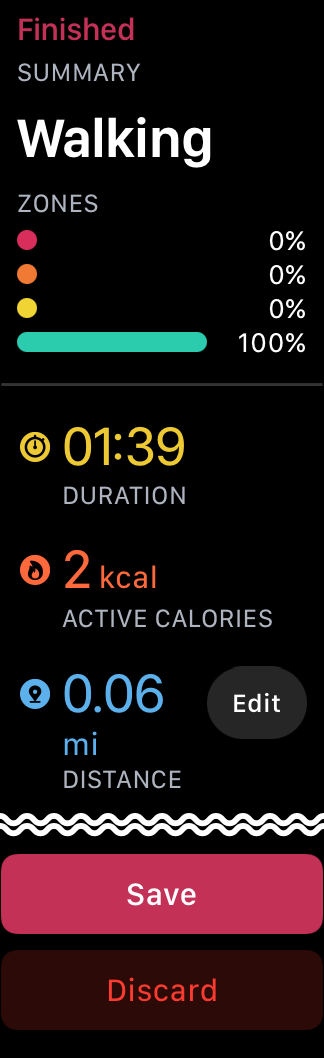 Finished
SUMMARY
Walking
ZONES
0%
0%
0%
100%
01:39
DURATION
2 kcal
ACTIVE CALORIES
0.06
mi
Edit
DISTANCE
Save
Discard